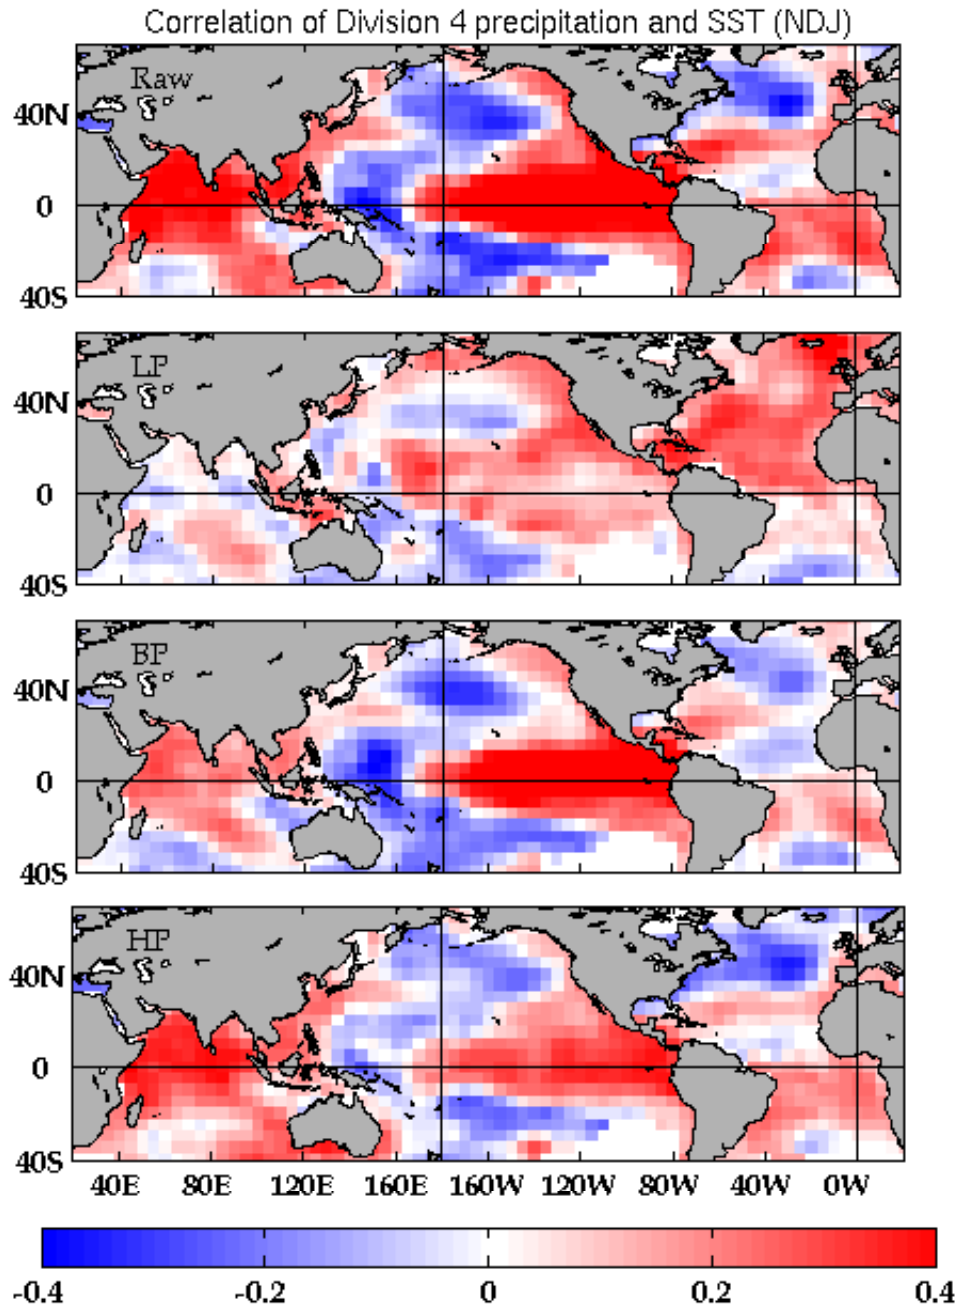 Correlation of Division 4 precipitation and SST (NDJ)
Raw
40N
0
40S
LP
40N
0
40S
BP
40N
0
40S
HP
40N
0
40S
40E 80E 120E 160E 160W 120W 80W 40W 0W
-0.4 -0.2 0 0.2 0.4